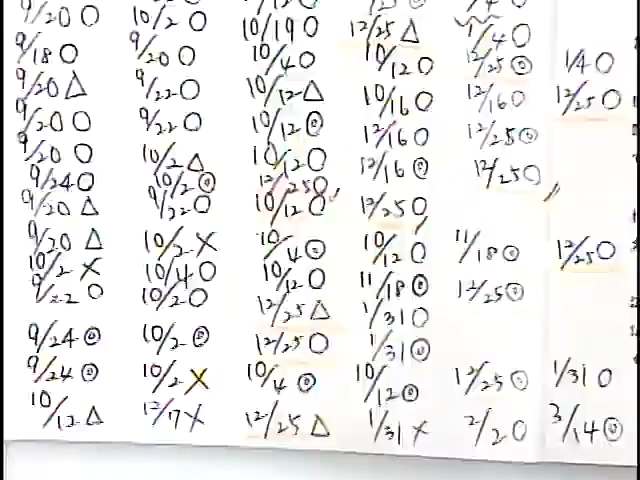 9/20 ○ 10/2 ○ 10/19 ○ 12/25 △ 1/4 ○
9/18 ○ 9/20 ○ 10/4 ○ 10/12 ○ 12/25 ◎ 1/4 ○
9/20 △ 9/22 ○ 10/12 △ 10/16 ○ 12/16 ○ 12/25 ○
9/20 ○ 9/22 ○ 10/12 ◎ 12/16 ○ 12/25 ◎
9/20 ○ 10/2 △ 10/12 ○ 12/16 ◎ 12/25 ○
9/24 ○ 10/2 ◎ 12/25 ○
9/20 △ 9/22 ○ 10/12 ○ 12/25 ○
9/20 △ 10/2 × 10/4 ◎ 10/12 ○ 11/18 ◎ 12/25 ○
10/2 × 10/4 ○ 10/12 ○ 11/18 ◎ 12/25 ◎
9/22 ○ 10/2 ○ 12/25 △ 1/31 ○
9/24 ◎ 10/2 ◎ 12/25 ○ 1/31 ◎
9/24 ◎ 10/2 × 10/4 ◎ 10/12 ◎ 12/25 ◎ 1/31 ○
10/12 △ 12/17 × 12/25 △ 1/31 × 2/2 ○ 3/14 ◎